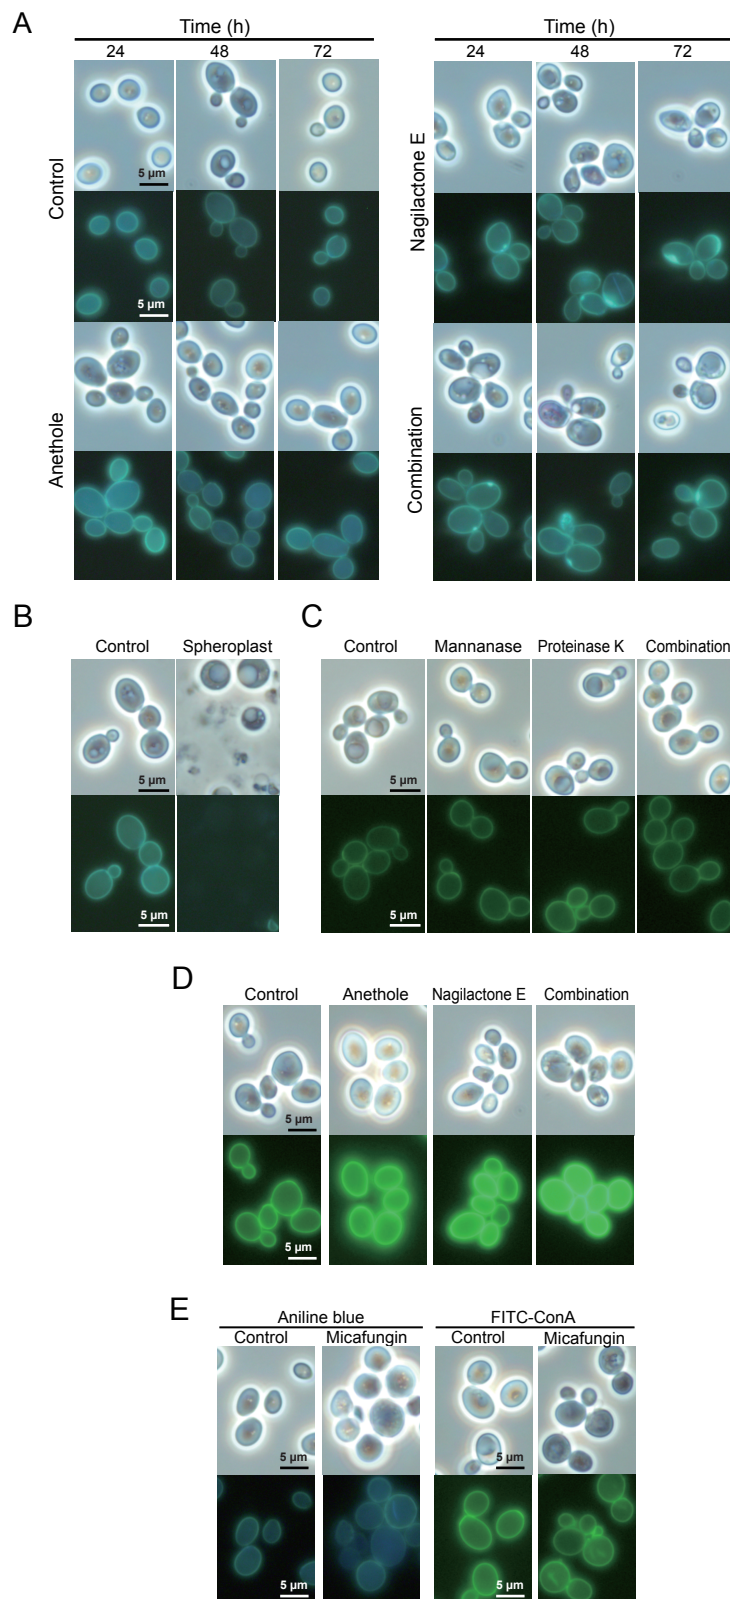 A
Time (h)
24 48 72
Control
5 µm
5 µm
Anethole
Time (h)
24 48 72
Nagilactone E
Combination
B
Control Spheroplast
5 µm
5 µm
C
Control Mannanase Proteinase K Combination
5 µm
5 µm
D
Control Anethole Nagilactone E Combination
5 µm
5 µm
E
Aniline blue FITC-ConA
Control Micafungin Control Micafungin
5 µm 5 µm
5 µm 5 µm